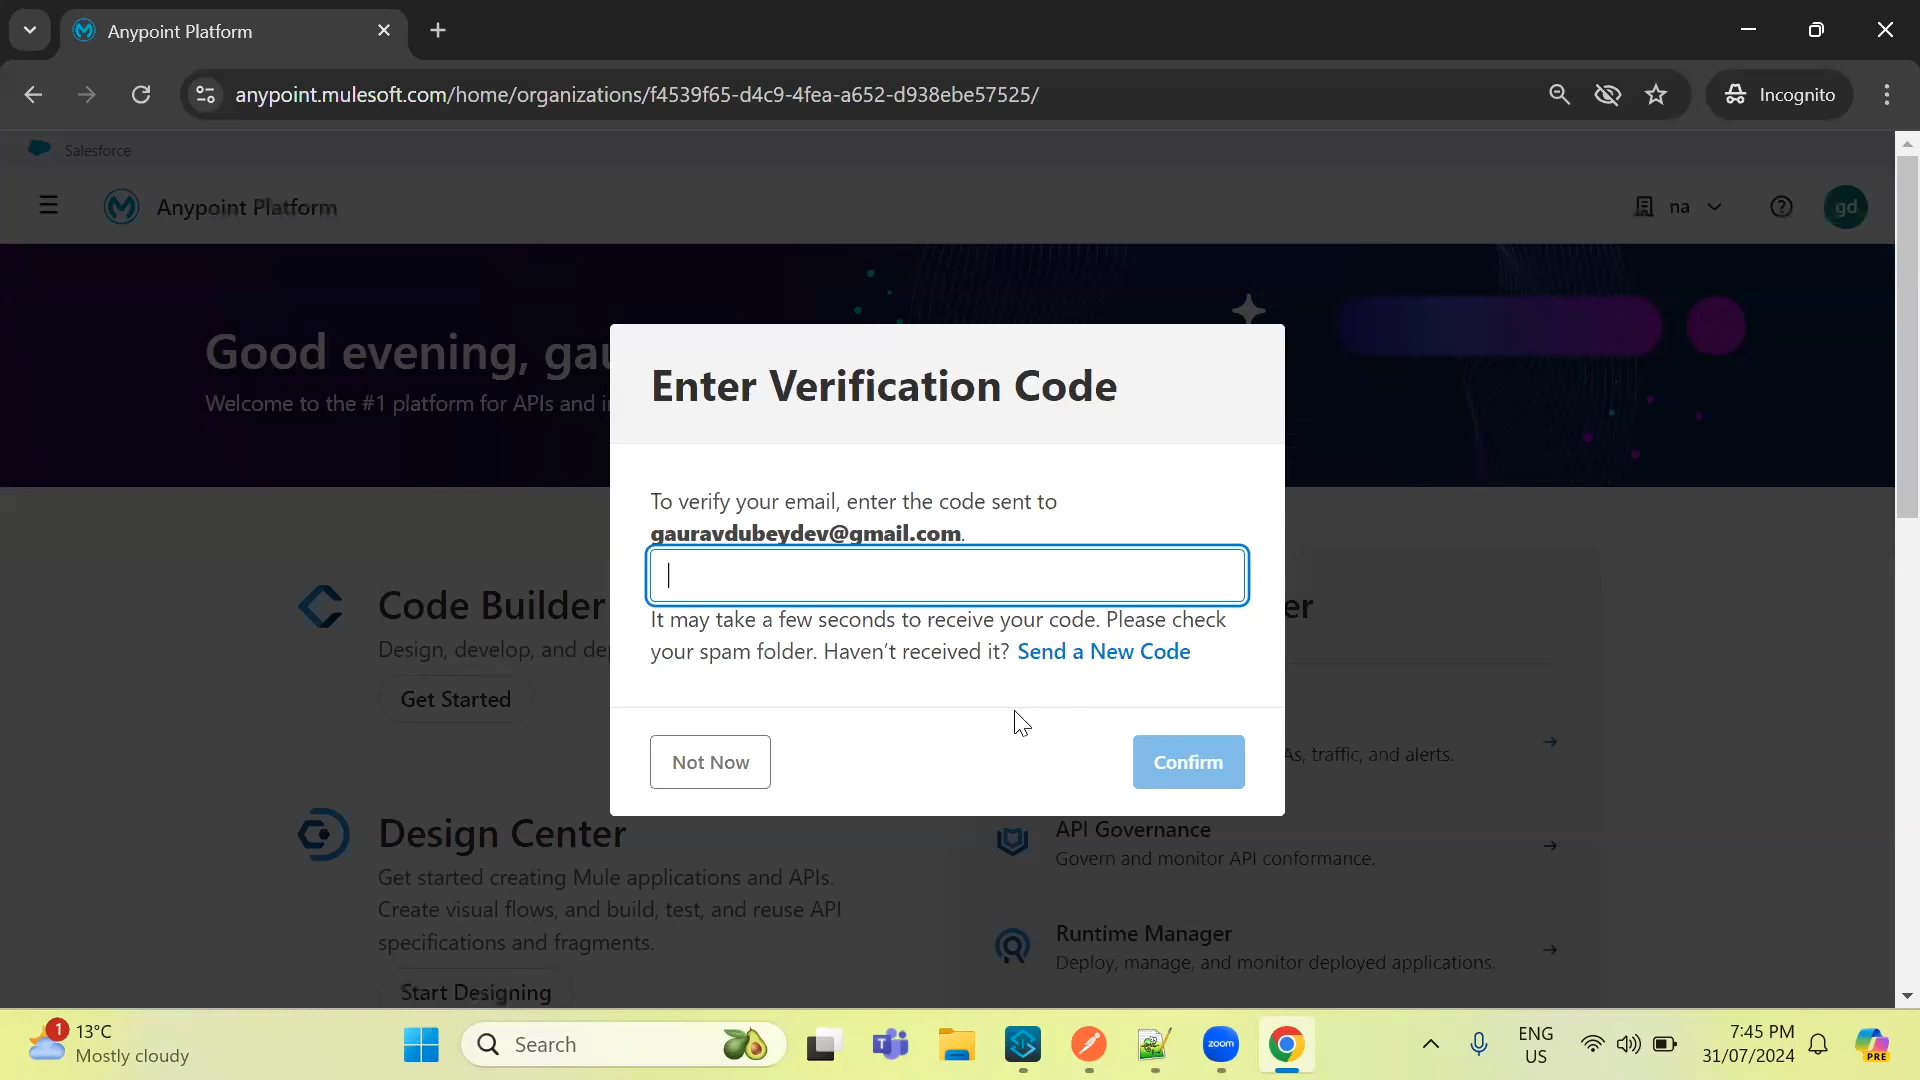 Anypoint Platform
anypoint.mulesoft.com/home/organizations/f4539f65-d4c9-4fea-a652-d938ebe57525/
Incognito
Salesforce
Anypoint Platform
na
gd
Good evening, gau
Welcome to the #1 platform for APIs and i
Enter Verification Code
To verify your email, enter the code sent to
gauravdubeydev@gmail.com.
It may take a few seconds to receive your code. Please check
your spam folder. Haven't received it? Send a New Code
Not Now
Confirm
Code Builder
Design, develop, and de
Get Started
er
As, traffic, and alerts.
Design Center
Get started creating Mule applications and APIs.
Create visual flows, and build, test, and reuse API
specifications and fragments.
Start Designing
API Governance
Govern and monitor API conformance.
Runtime Manager
Deploy, manage, and monitor deployed applications.
1
13°C
Mostly cloudy
Search
zoom
ENG
US
7:45 PM
31/07/2024
PRE